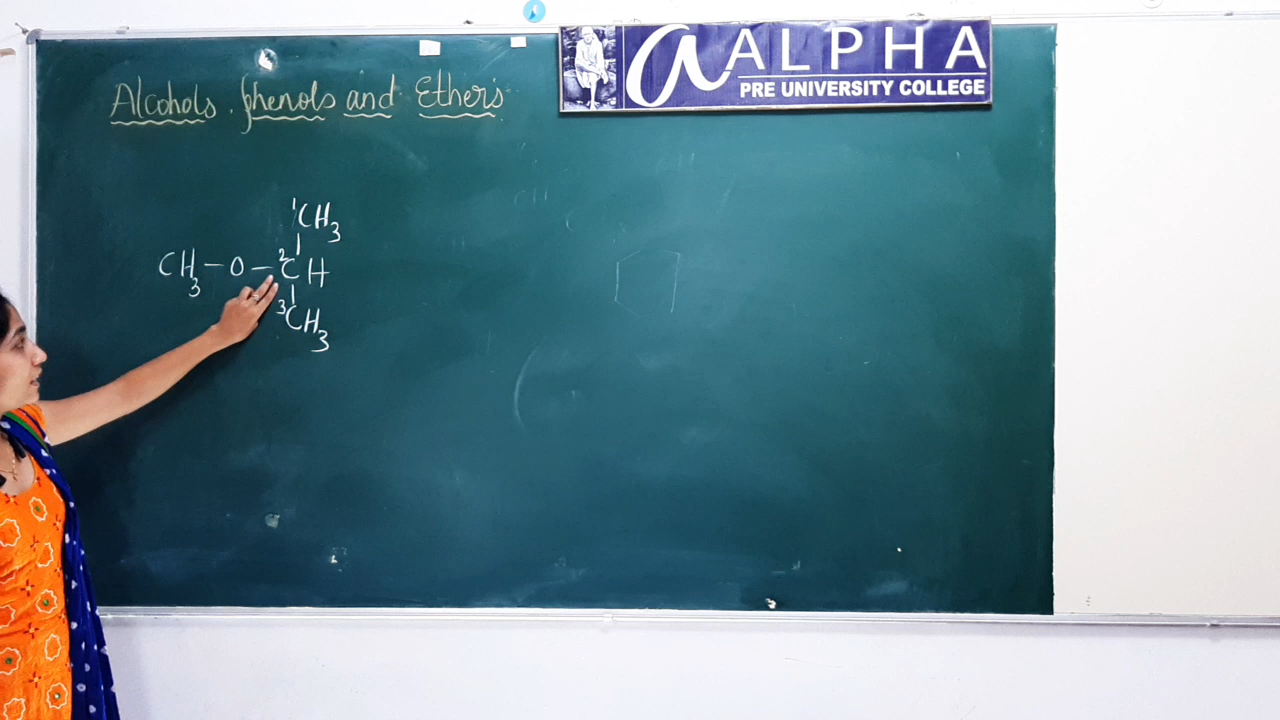 ALPHA
PRE UNIVERSITY COLLEGE
Alcohols, phenols and Ethers
1CH3
CH3-O-2CH
3CH3